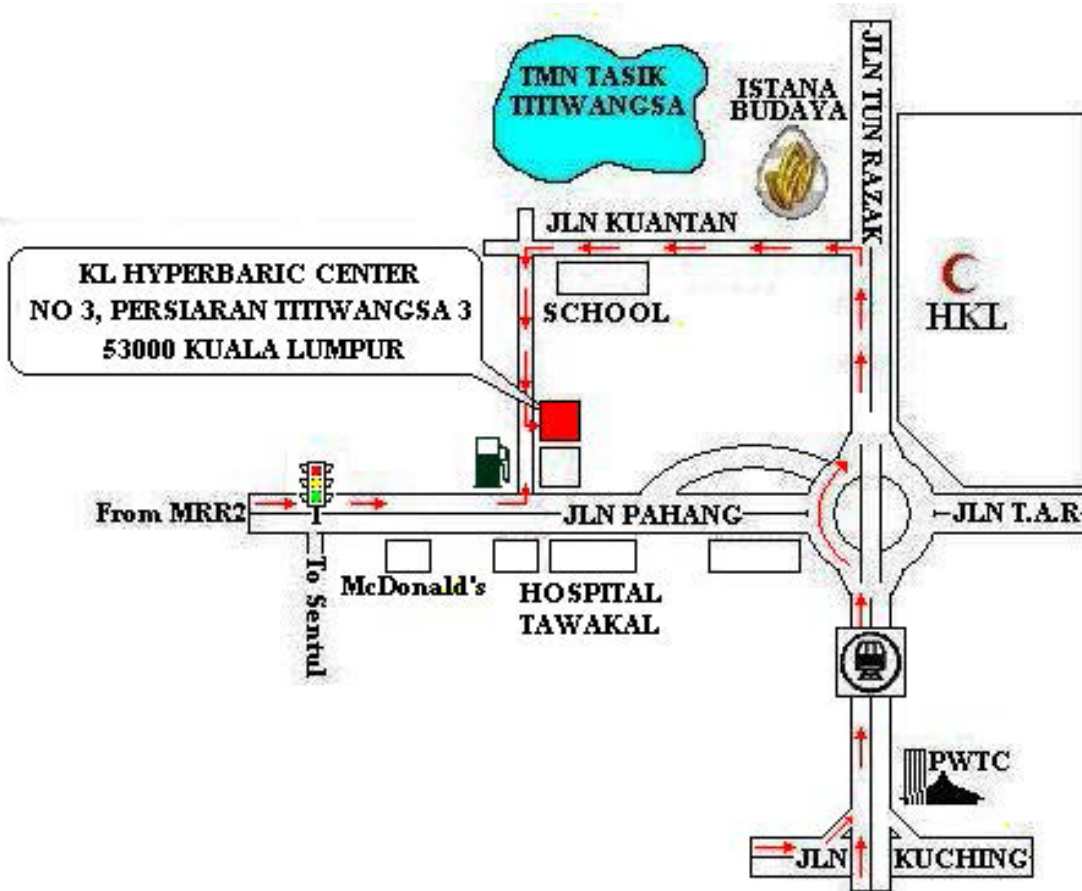 TMN TASIK
TITIWANGSA
ISTANA
BUDAYA
JLN TUN RAZAK
JLN KUANTAN
KL HYPERBARIC CENTER
NO 3, PERSIARAN TITIWANGSA 3
53000 KUALA LUMPUR
SCHOOL
HKL
From MRR2
JLN PAHANG
JLN T.A.R
To Sentul
McDonald's
HOSPITAL
TAWAKAL
PWTC
JLN KUCHING